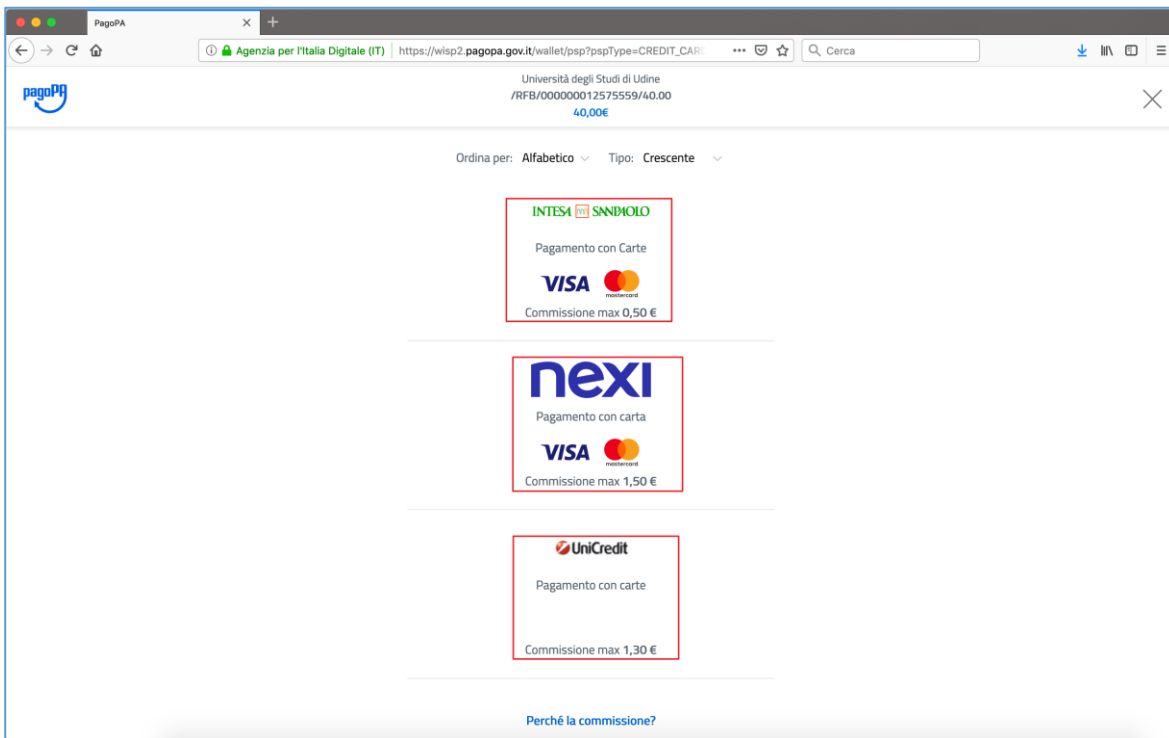 PagoPA
Agenzia per l'Italia Digitale (IT)
https://wisp2.pagopa.gov.it/wallet/psp?pspType=CREDIT_CAR
Cerca
pagoPA
Università degli Studi di Udine
/RFB/000000012575559/40.00
40,00€
Ordina per: Alfabetico Tipo: Crescente
INTESA m SANPAOLO
Pagamento con Carte
VISA mastercard
Commissione max 0,50 €
nexi
Pagamento con carta
VISA mastercard
Commissione max 1,50 €
UniCredit
Pagamento con carte
Commissione max 1,30 €
Perché la commissione?